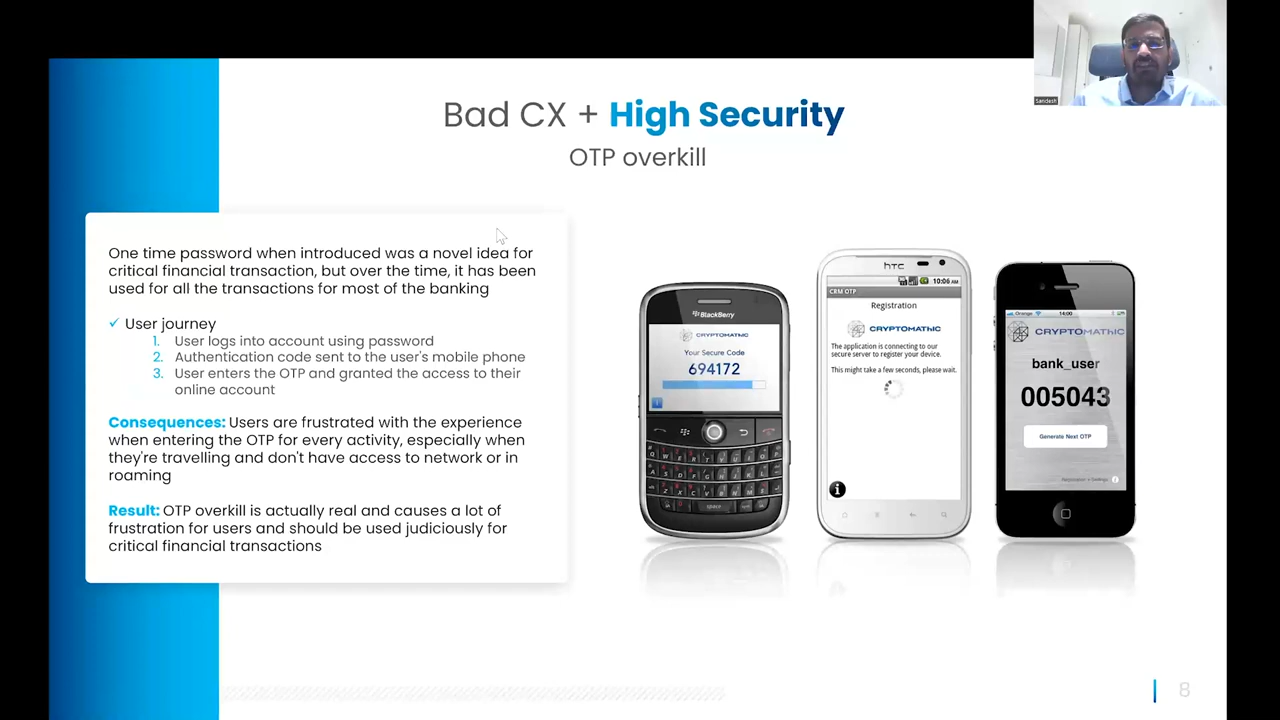 Sandesh
Bad CX + High Security
OTP overkill
One time password when introduced was a novel idea for
critical financial transaction, but over the time, it has been
used for all the transactions for most of the banking
✓ User journey
1. User logs into account using password
2. Authentication code sent to the user's mobile phone
3. User enters the OTP and granted the access to their
online account
Consequences: Users are frustrated with the experience
when entering the OTP for every activity, especially when
they're travelling and don't have access to network or in
roaming
Result: OTP overkill is actually real and causes a lot of
frustration for users and should be used judiciously for
critical financial transactions
BlackBerry
CRYPTOMATHIC
Your Secure Code
694172
htc
10:06 AM
CRM OTP
Registration
CRYPTOMATHIC
The application is connecting to our
secure server to register your device.
This might take a few seconds, please wait.
Orange
14:00
CRYPTOMATHIC
bank_user
005043
Generate Next OTP
8